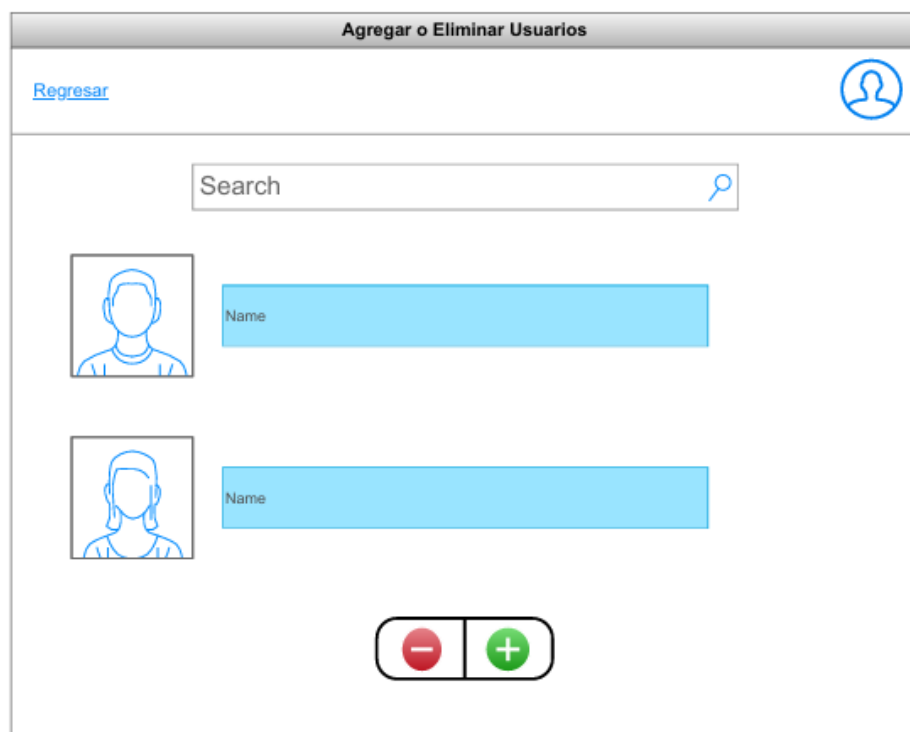 Agregar o Eliminar Usuarios
Regresar
Search
Name
Name